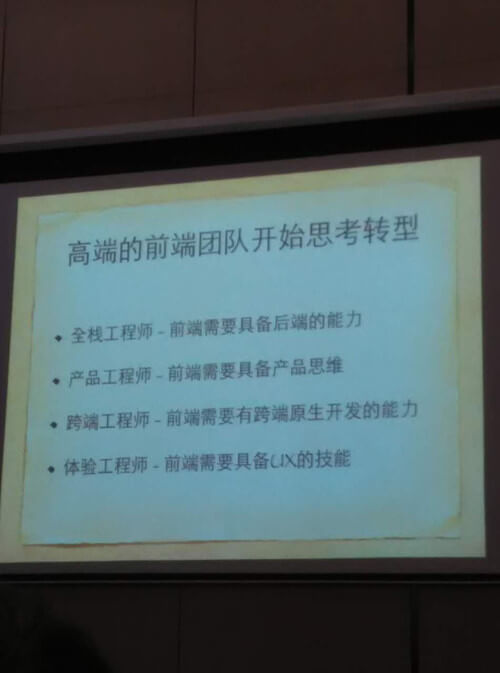 高端的前端团队开始思考转型
• 全栈工程师 - 前端需要具备后端的能力
• 产品工程师 - 前端需要具备产品思维
• 跨端工程师 - 前端需要有跨端原生开发的能力
• 体验工程师 - 前端需要具备UX的技能